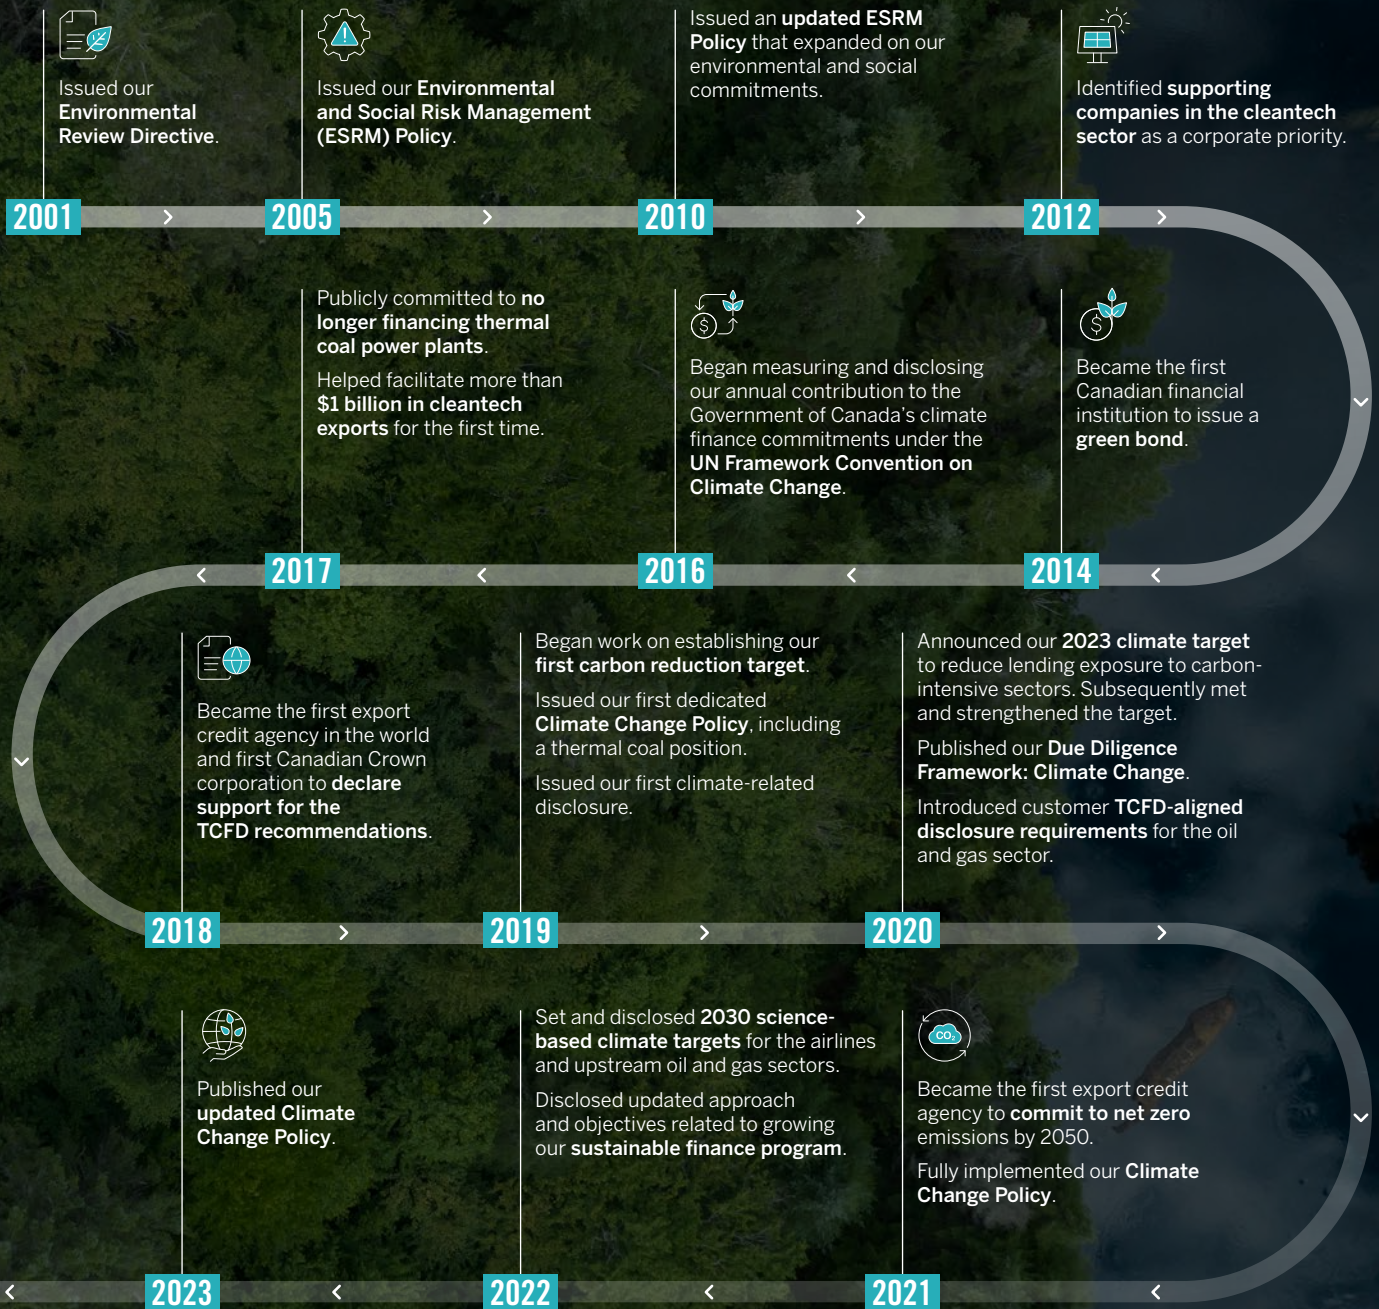 Issued our
Environmental
Review Directive.
2001
Issued our Environmental
and Social Risk Management
(ESRM) Policy.
2005
Issued an updated ESRM
Policy that expanded on our
environmental and social
commitments.
2010
Identified supporting
companies in the cleantech
sector as a corporate priority.
2012
Became the first
Canadian financial
institution to issue a
green bond.
2014
Began measuring and disclosing
our annual contribution to the
Government of Canada's climate
finance commitments under the
UN Framework Convention on
Climate Change.
2016
Publicly committed to no
longer financing thermal
coal power plants.
Helped facilitate more than
$1 billion in cleantech
exports for the first time.
2017
Became the first export
credit agency in the world
and first Canadian Crown
corporation to declare
support for the
TCFD recommendations.
2018
Began work on establishing our
first carbon reduction target.
Issued our first dedicated
Climate Change Policy, including
a thermal coal position.
Issued our first climate-related
disclosure.
2019
Announced our 2023 climate target
to reduce lending exposure to carbon-
intensive sectors. Subsequently met
and strengthened the target.
Published our Due Diligence
Framework: Climate Change.
Introduced customer TCFD-aligned
disclosure requirements for the oil
and gas sector.
2020
CO₂
Became the first export credit
agency to commit to net zero
emissions by 2050.
Fully implemented our Climate
Change Policy.
2021
Set and disclosed 2030 science-
based climate targets for the airlines
and upstream oil and gas sectors.
Disclosed updated approach
and objectives related to growing
our sustainable finance program.
2022
Published our
updated Climate
Change Policy.
2023